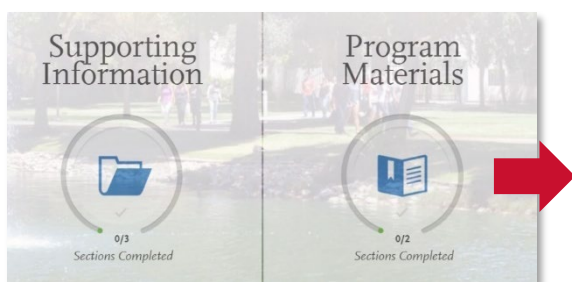 Supporting
Information
0/3
Sections Completed
Program
Materials
0/2
Sections Completed